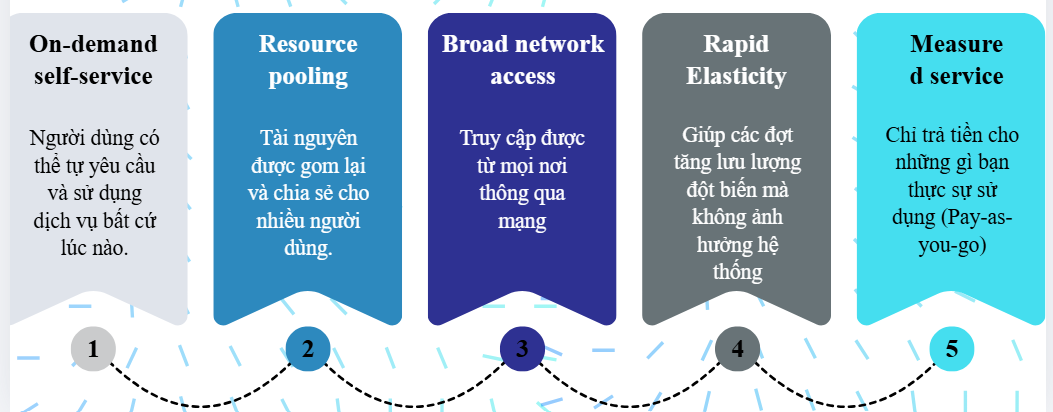 On-demand
self-service
Người dùng có
thể tự yêu cầu
và sử dụng
dịch vụ bất cứ
lúc nào.
Resource
pooling
Tài nguyên
được gom lại
và chia sẻ cho
nhiều người
dùng.
Broad network
access
Truy cập được
từ mọi nơi
thông qua
mạng
Rapid
Elasticity
Giúp các đợt
tăng lưu lượng
đột biến mà
không ảnh
hưởng hệ
thống
Measure
d service
Chỉ trả tiền cho
những gì bạn
thực sự sử
dụng (Pay-as-
you-go)
1
2
3
4
5